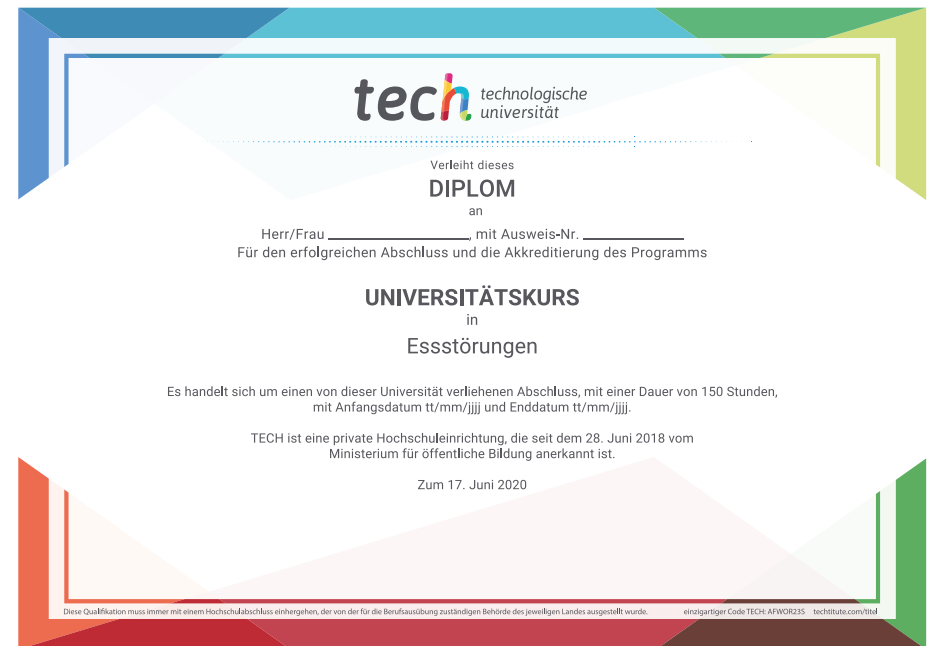 tech technologische
universität
Verleiht dieses
DIPLOM
an
Herr/Frau ____________________, mit Ausweis-Nr. ______________
Für den erfolgreichen Abschluss und die Akkreditierung des Programms
UNIVERSITÄTSKURS
in
Essstörungen
Es handelt sich um einen von dieser Universität verliehenen Abschluss, mit einer Dauer von 150 Stunden,
mit Anfangsdatum tt/mm/jjjj und Enddatum tt/mm/jjjj.
TECH ist eine private Hochschuleinrichtung, die seit dem 28. Juni 2018 vom
Ministerium für öffentliche Bildung anerkannt ist.
Zum 17. Juni 2020
Diese Qualifikation muss immer mit einem Hochschulabschluss einhergehen, der von der für die Berufsausübung zuständigen Behörde des jeweiligen Landes ausgestellt wurde. einzigartiger Code TECH: AFWOR23S techtitute.com/titel